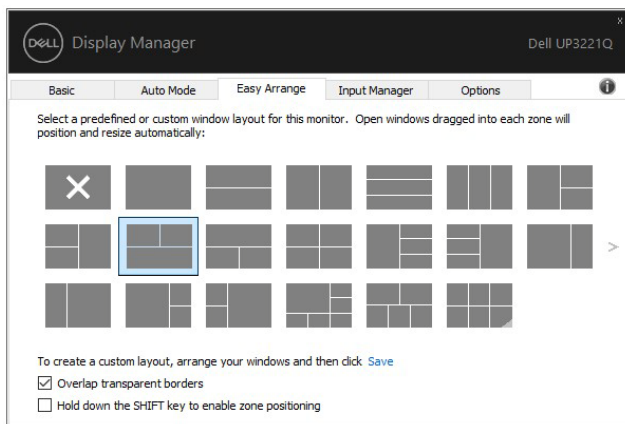 x
DELL Display Manager
Dell UP3221Q
Basic
Auto Mode
Easy Arrange
Input Manager
Options
Select a predefined or custom window layout for this monitor. Open windows dragged into each zone will
position and resize automatically:
>
To create a custom layout, arrange your windows and then click Save
Overlap transparent borders
Hold down the SHIFT key to enable zone positioning